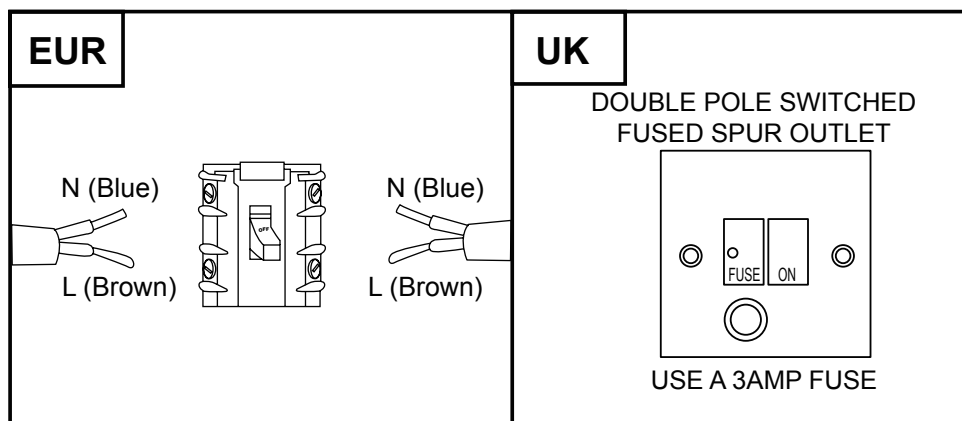 EUR
N (Blue)
L (Brown)
OFF
N (Blue)
L (Brown)
UK
DOUBLE POLE SWITCHED
FUSED SPUR OUTLET
FUSE
ON
USE A 3AMP FUSE